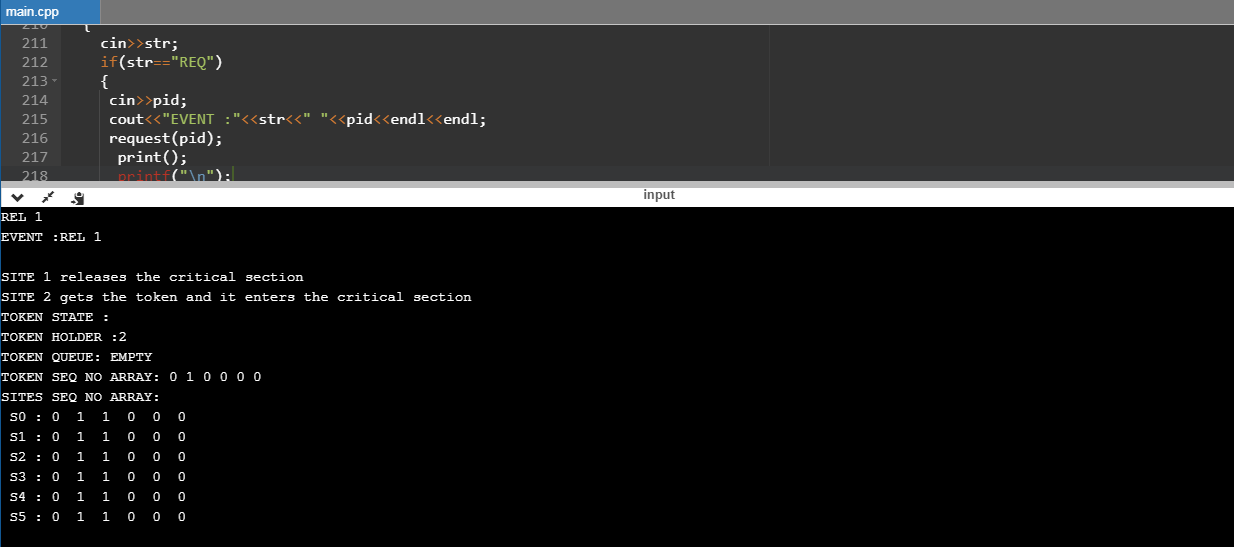 main.cpp
210 {
211 cin>>str;
212 if(str=="REQ")
213 {
214 cin>>pid;
215 cout<<"EVENT :"<<str<<" "<<pid<<endl<<endl;
216 request(pid);
217 print();
218 printf("\n");
input
REL 1
EVENT :REL 1
SITE 1 releases the critical section
SITE 2 gets the token and it enters the critical section
TOKEN STATE :
TOKEN HOLDER :2
TOKEN QUEUE: EMPTY
TOKEN SEQ NO ARRAY: 0 1 0 0 0 0
SITES SEQ NO ARRAY:
S0 : 0 1 1 0 0 0
S1 : 0 1 1 0 0 0
S2 : 0 1 1 0 0 0
S3 : 0 1 1 0 0 0
S4 : 0 1 1 0 0 0
S5 : 0 1 1 0 0 0